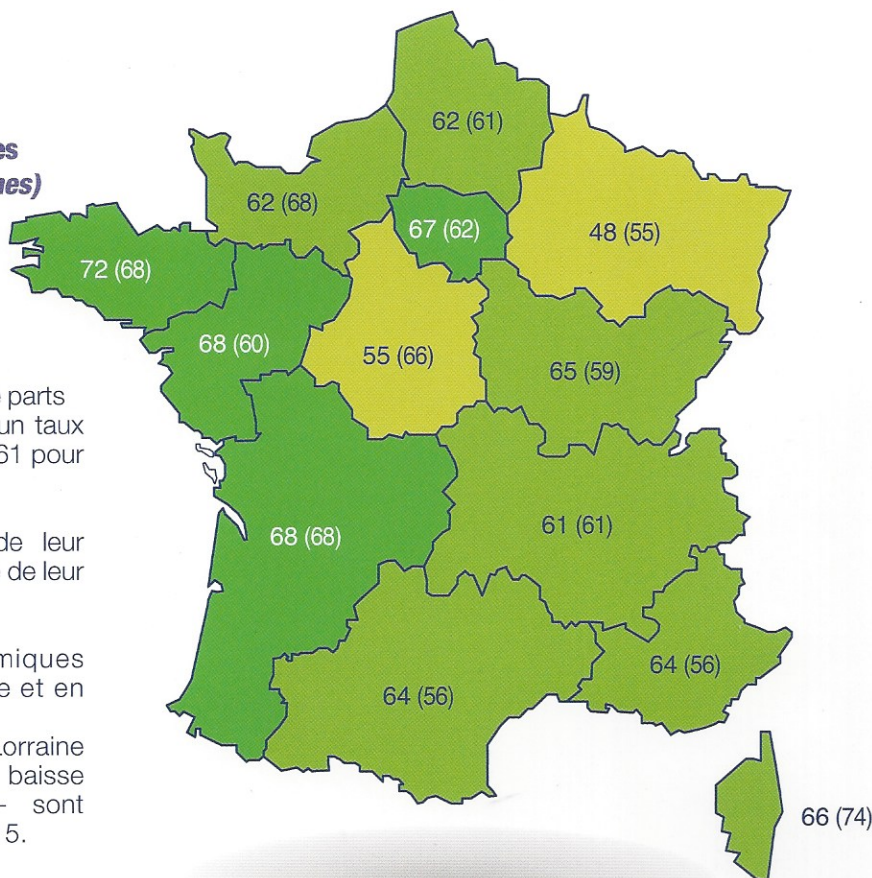 es
nes)
parts
un taux
61 pour
de leur
de leur
miques
e et en
Lorraine
baisse
– sont
5.
62 (61)
62 (68)
67 (62)
48 (55)
72 (68)
68 (60)
55 (66)
65 (59)
68 (68)
61 (61)
64 (56)
64 (56)
66 (74)